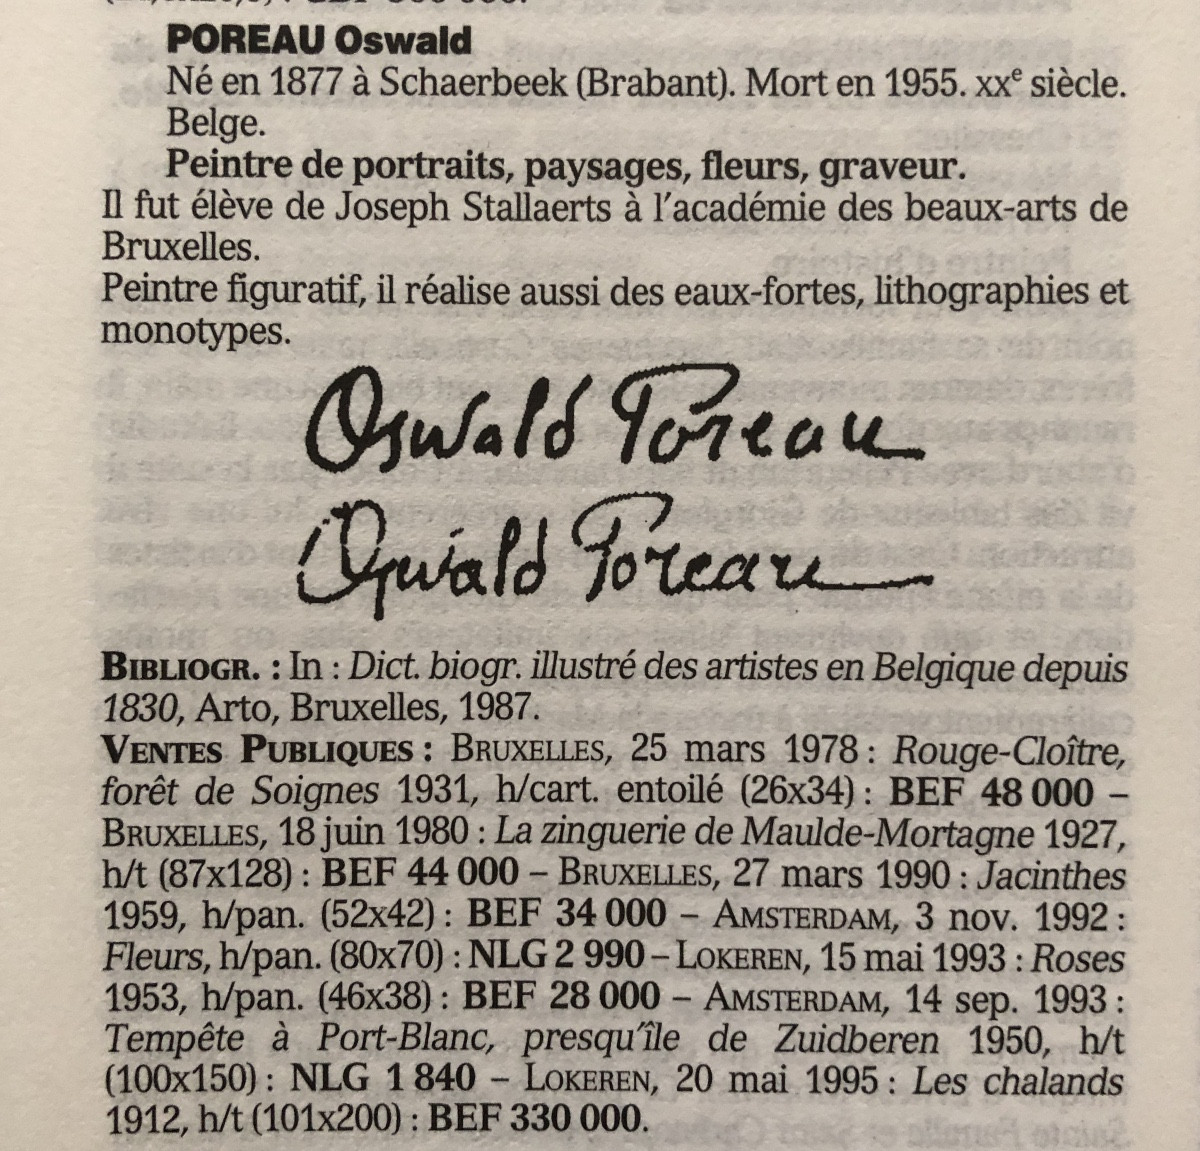 POREAU Oswald
Né en 1877 à Schaerbeek (Brabant). Mort en 1955. XXe siècle.
Belge.
Peintre de portraits, paysages, fleurs, graveur.
Il fut élève de Joseph Stallaerts à l'académie des beaux-arts de
Bruxelles.
Peintre figuratif, il réalise aussi des eaux-fortes, lithographies et
monotypes.
Oswald Poreau
Oswald Poreau
BIBLIOGR. : In : Dict. biogr. illustré des artistes en Belgique depuis
1830, Arto, Bruxelles, 1987.
VENTES PUBLIQUES : BRUXELLES, 25 mars 1978 : Rouge-Cloître,
forêt de Soignes 1931, h/cart. entoilé (26x34) : BEF 48 000 –
BRUXELLES, 18 juin 1980 : La zinguerie de Maulde-Mortagne 1927,
h/t (87x128) : BEF 44 000 – BRUXELLES, 27 mars 1990 : Jacinthes
1959, h/pan. (52x42) : BEF 34 000 – AMSTERDAM, 3 nov. 1992 :
Fleurs, h/pan. (80x70) : NLG 2 990 – LOKEREN, 15 mai 1993 : Roses
1953, h/pan. (46x38) : BEF 28 000 – AMSTERDAM, 14 sep. 1993 :
Tempête à Port-Blanc, presqu'île de Zuidberen 1950, h/t
(100x150) : NLG 1 840 – LOKEREN, 20 mai 1995 : Les chalands
1912, h/t (101x200) : BEF 330 000.